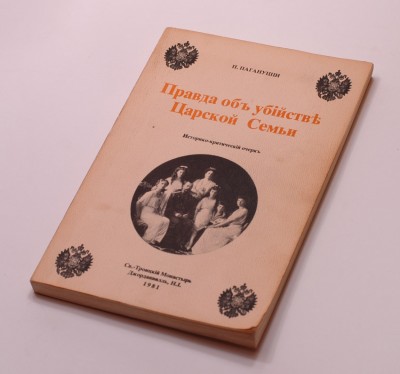 П. ПАГАНУЦЦИ
Правда объ убійствѣ
Царской Семьи
Историко-критическій очеркъ
Св.-Троицкій Монастырь
Джорданвилль, Н.І.
1981